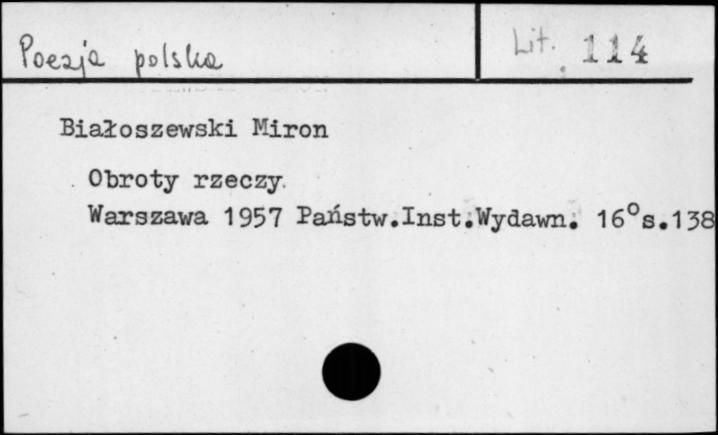 Poezja polska
Lit. 114
Białoszewski Miron
Obroty rzeczy.
Warszawa 1957 Państw.Inst.Wydawn. 16°s.138